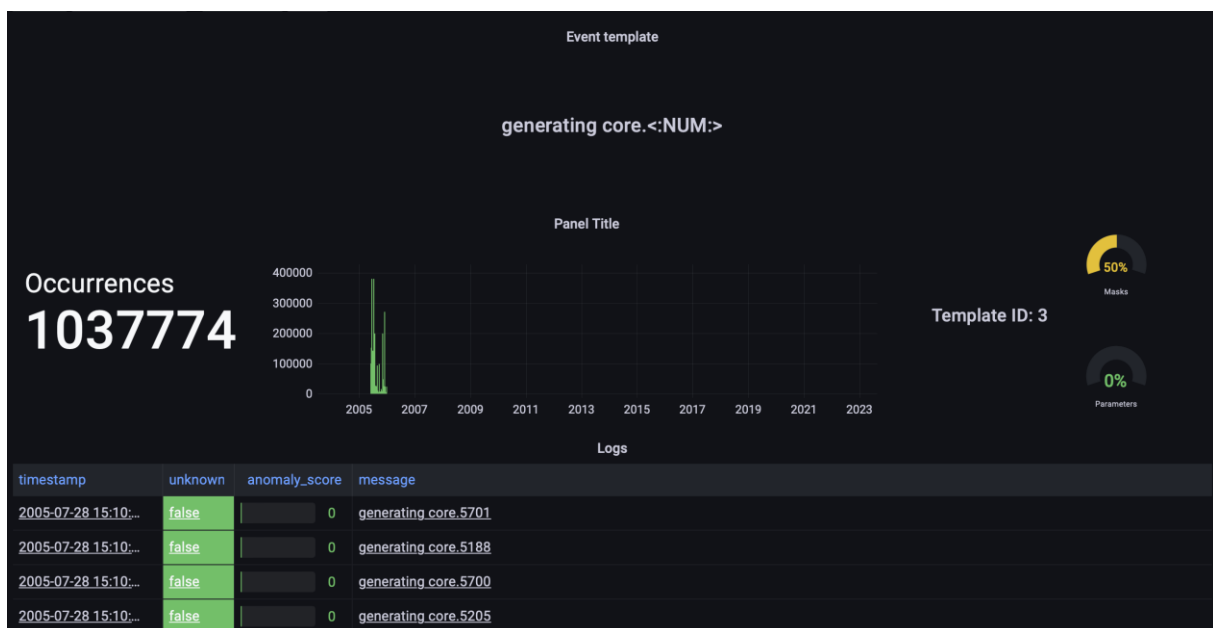 Event template
generating core.<:NUM:>
Panel Title
Occurrences
1037774
400000
300000
200000
100000
0
2005 2007 2009 2011 2013 2015 2017 2019 2021 2023
Template ID: 3
50%
Masks
0%
Parameters
Logs
timestamp unknown anomaly_score message
2005-07-28 15:10:... false 0 generating core.5701
2005-07-28 15:10:... false 0 generating core.5188
2005-07-28 15:10:... false 0 generating core.5700
2005-07-28 15:10:... false 0 generating core.5205